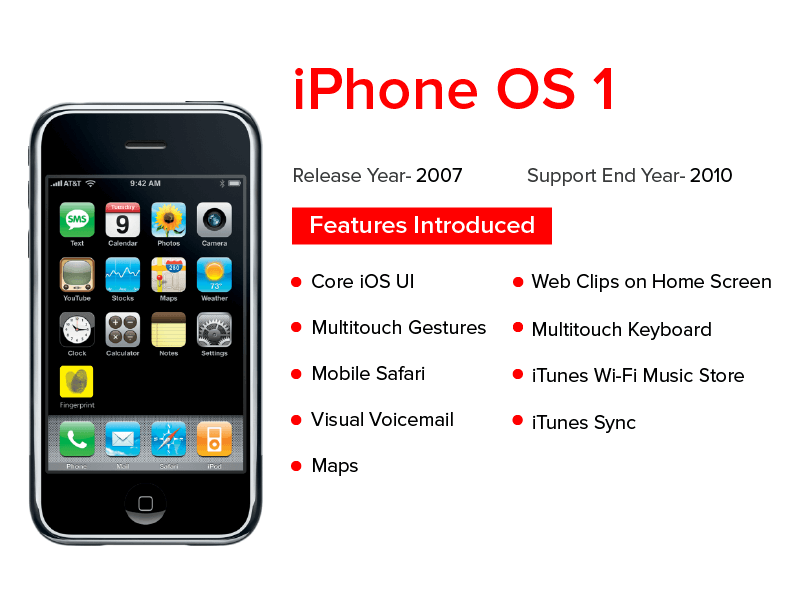 iPhone OS 1
Release Year- 2007 Support End Year- 2010
Features Introduced
Core iOS UI
Multitouch Gestures
Mobile Safari
Visual Voicemail
Maps
Web Clips on Home Screen
Multitouch Keyboard
iTunes Wi-Fi Music Store
iTunes Sync
AT&T 9:42 AM
SMS Tuesday 9 280 73°
Text Calendar Photos Camera
YouTube Stocks Maps Weather
Clock Calculator Notes Settings
Fingerprint
Phone Mail Safari iPod